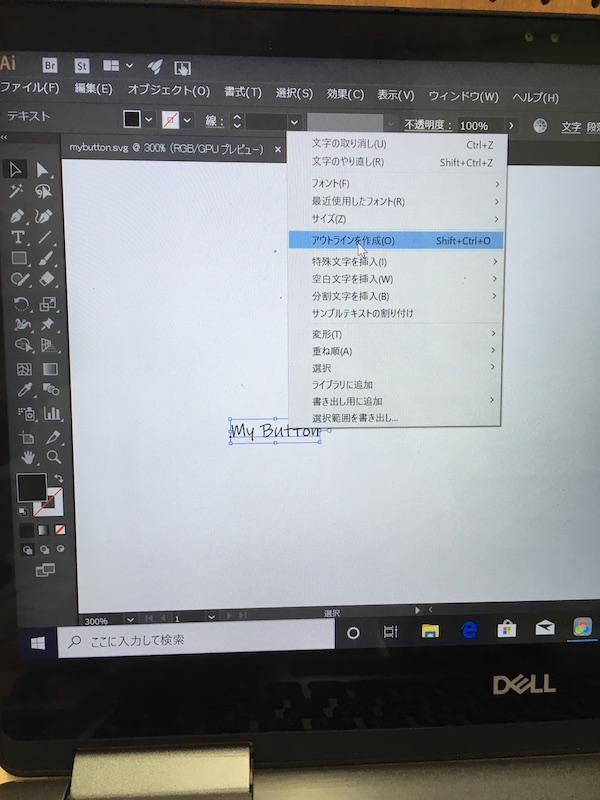 Ai Br St
ファイル(F) 編集(E) オブジェクト(O) 書式(T) 選択(S) 効果(C) 表示(V) ウィンドウ(W) ヘルプ(H)
テキスト 線: 不透明度: 100% 文字 段
mybutton.svg @ 300% (RGB/GPU プレビュー) ×
文字の取り消し(U) Ctrl+Z
文字のやり直し(R) Shift+Ctrl+Z
フォント(F)
最近使用したフォント(R)
サイズ(Z)
アウトラインを作成(O) Shift+Ctrl+O
特殊文字を挿入(I)
空白文字を挿入(W)
分割文字を挿入(B)
サンプルテキストの割り付け
変形(T)
重ね順(A)
選択
ライブラリに追加
書き出し用に追加
選択範囲を書き出し...
My Button
300% 1 選択
ここに入力して検索
DELL